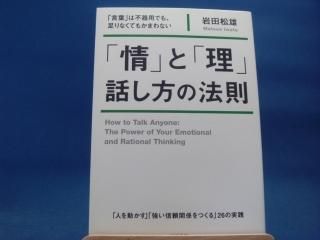 「言葉」は不器用でも、
足りなくてもかまわない
岩田松雄
Matsuo Iwata
「情」と「理」
話し方の法則
How to Talk Anyone:
The Power of Your Emotional
and Rational Thinking
「人を動かす」「強い信頼関係をつくる」26の実践